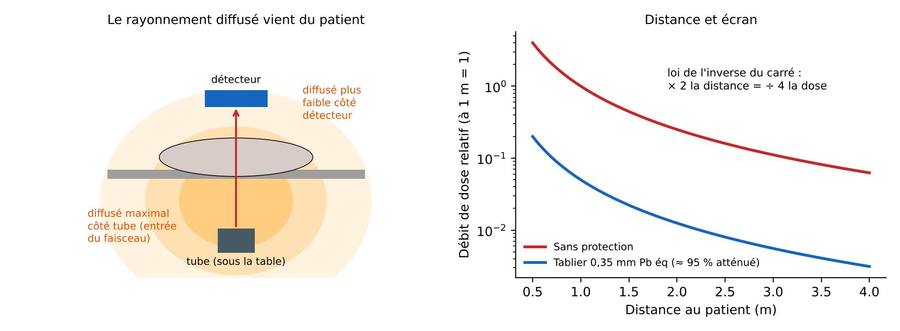 Le rayonnement diffusé vient du patient
détecteur
diffusé plus
faible côté
détecteur
diffusé maximal
côté tube (entrée
du faisceau)
tube (sous la table)
Distance et écran
Débit de dose relatif (à 1 m = 1)
10⁰
10⁻¹
10⁻²
loi de l'inverse du carré :
× 2 la distance = ÷ 4 la dose
Sans protection
Tablier 0,35 mm Pb éq (≈ 95 % atténué)
0.5 1.0 1.5 2.0 2.5 3.0 3.5 4.0
Distance au patient (m)